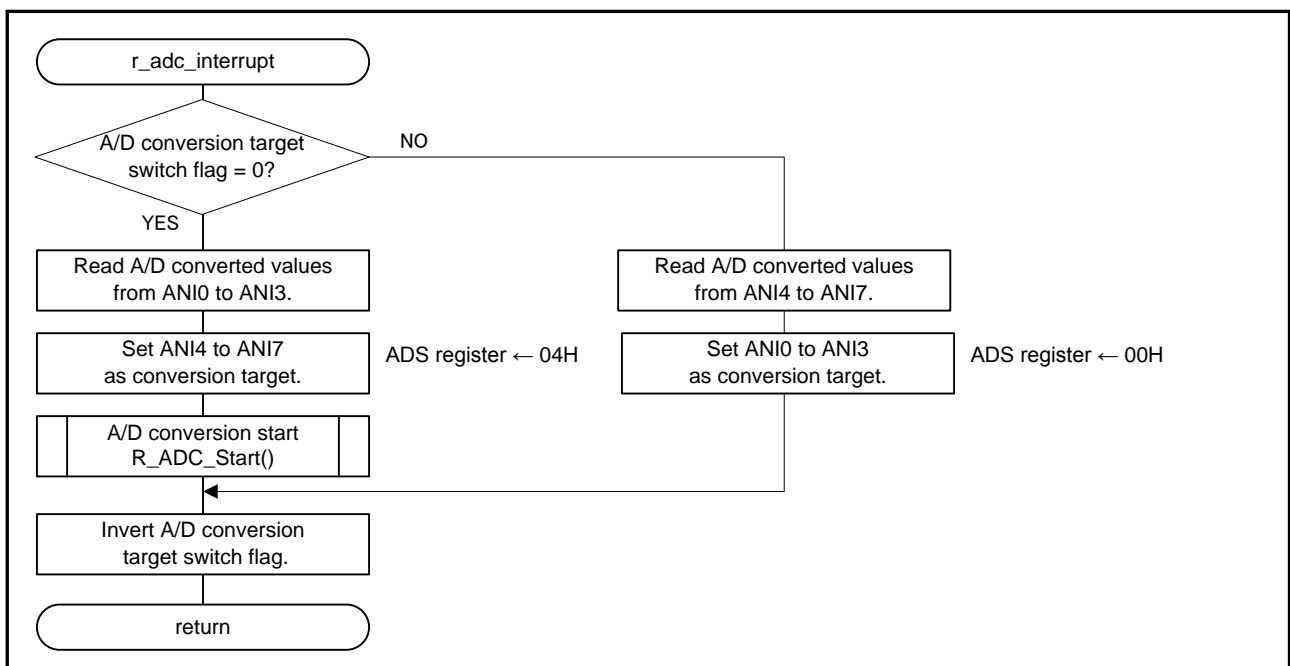 r_adc_interrupt
A/D conversion target
switch flag = 0?
NO
YES
Read A/D converted values
from ANI0 to ANI3.
Read A/D converted values
from ANI4 to ANI7.
Set ANI4 to ANI7
as conversion target.
ADS register ← 04H
Set ANI0 to ANI3
as conversion target.
ADS register ← 00H
A/D conversion start
R_ADC_Start()
Invert A/D conversion
target switch flag.
return